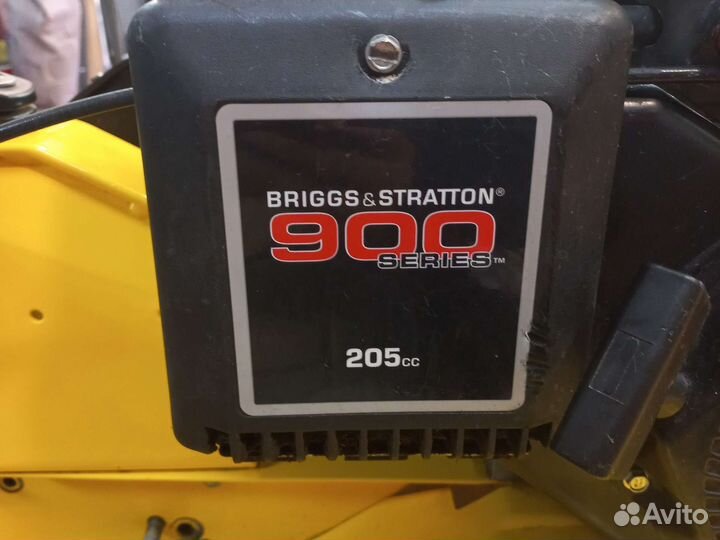 BRIGGS & STRATTON®
900
SERIES™
205cc
Avito